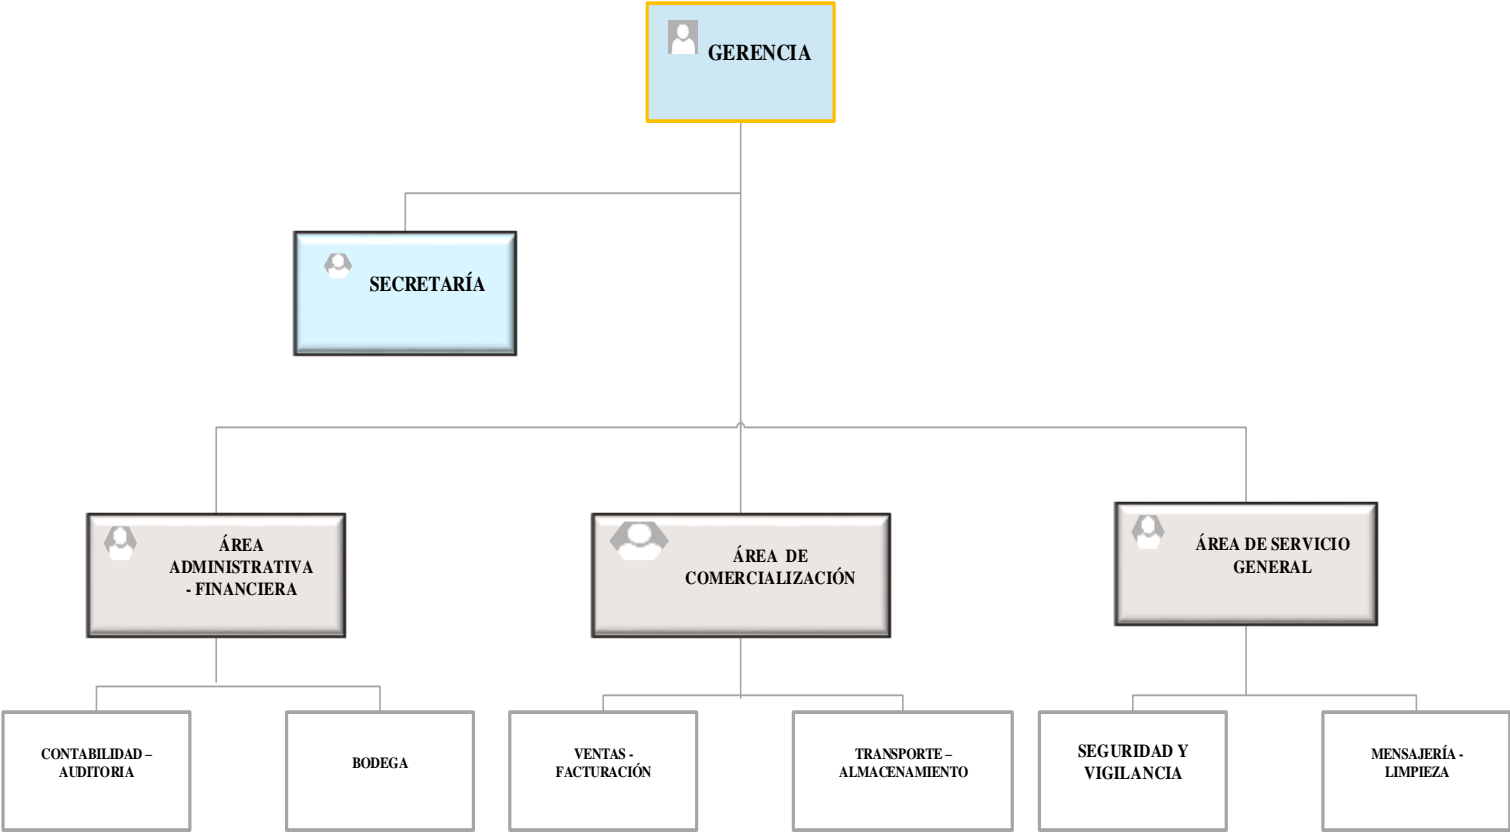 GERENCIA
SECRETARÍA
ÁREA
ADMINISTRATIVA
- FINANCIERA
ÁREA DE
COMERCIALIZACIÓN
ÁREA DE SERVICIO
GENERAL
CONTABILIDAD –
AUDITORIA
BODEGA
VENTAS -
FACTURACIÓN
TRANSPORTE –
ALMACENAMIENTO
SEGURIDAD Y
VIGILANCIA
MENSAJERÍA -
LIMPIEZA